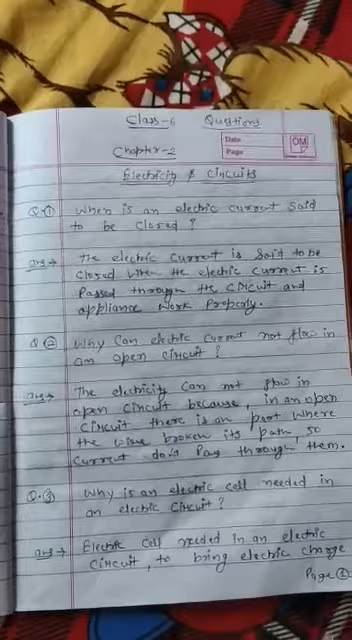 Class-6 Questions
Date
Page
OM
Chapter-2
Electricity & Circuits
Q.① When is an electric current said
to be closed?
ans→ The electric current is said to be
closed when the electric current is
Passed through the circuit and
appliance work Properly.
Q② Why Can electric current not flow in
an open circuit?
ans→ The electricity can not flow in
open circuit because, in an open
circuit there is an part where
the wire broken its path, so
current do's Pass through them.
Q.③ Why is an electric cell needed in
an electric circuit?
ans→ Electric Cell needed in an electric
circuit, to bring electric charge
Page①